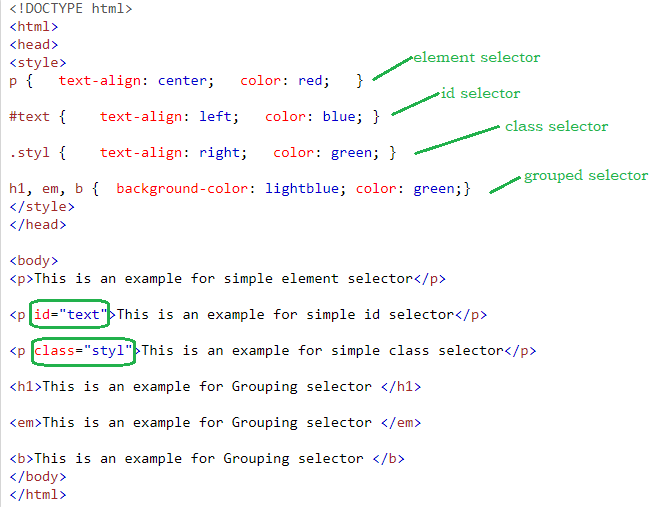 <!DOCTYPE html>
<html>
<head>
<style>
p {   text-align: center;   color: red;   }
element selector
#text {    text-align: left;   color: blue; }
id selector
.styl {    text-align: right;   color: green; }
class selector
h1, em, b {  background-color: lightblue; color: green;}
grouped selector
</style>
</head>
<body>
<p>This is an example for simple element selector</p>
<p id="text">This is an example for simple id selector</p>
<p class="styl">This is an example for simple class selector</p>
<h1>This is an example for Grouping selector </h1>
<em>This is an example for Grouping selector </em>
<b>This is an example for Grouping selector </b>
</body>
</html>